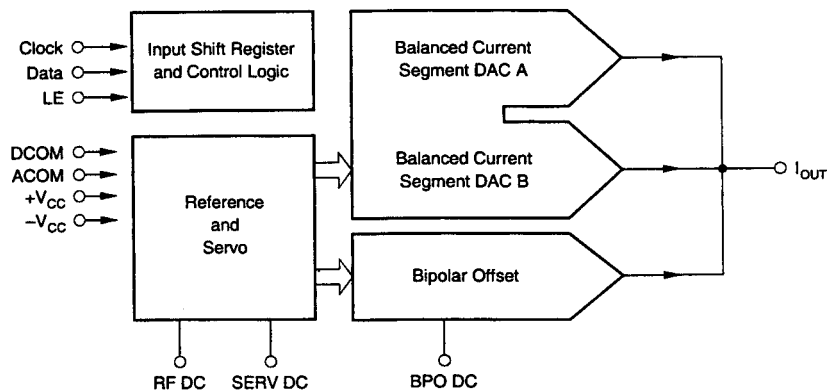 Clock
Data
LE
Input Shift Register
and Control Logic
Balanced Current
Segment DAC A
DCOM
ACOM
+VCC
−VCC
Reference
and
Servo
Balanced Current
Segment DAC B
IOUT
Bipolar Offset
RF DC
SERV DC
BPO DC